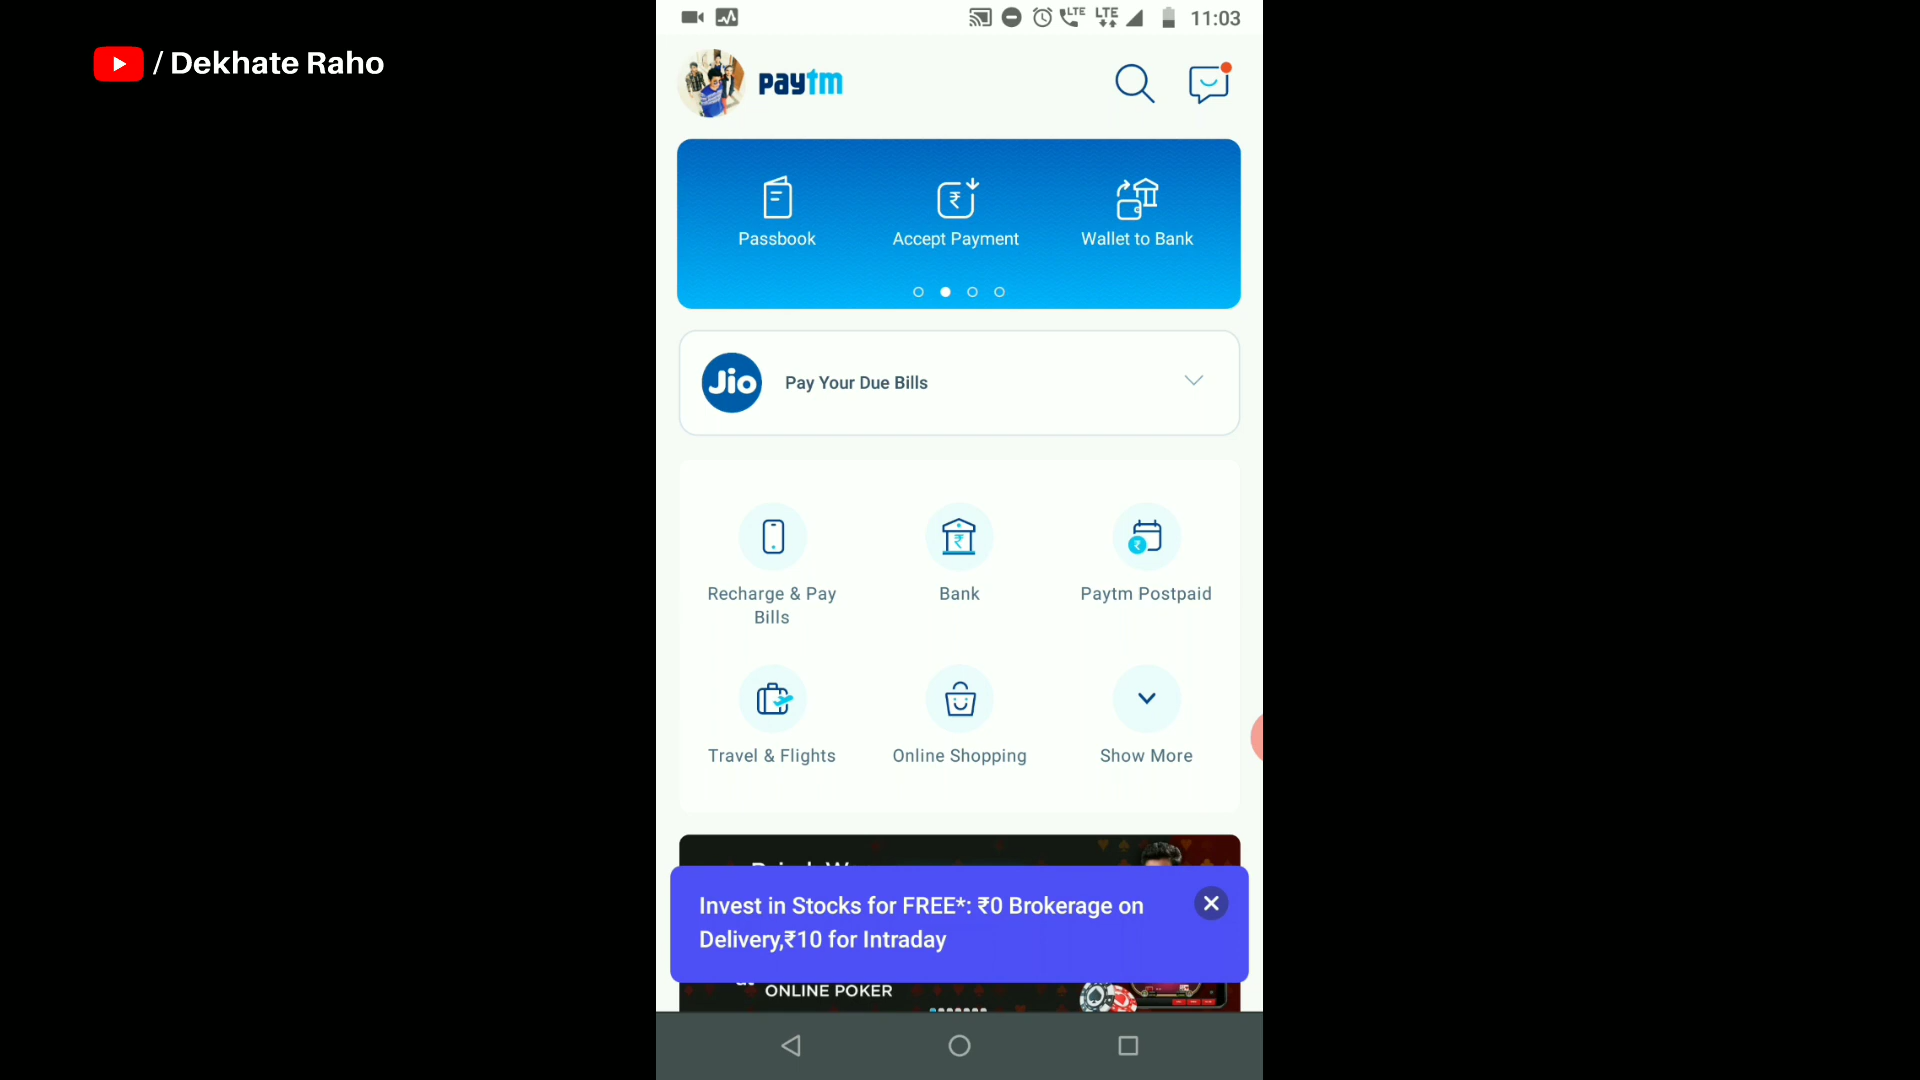 / Dekhate Raho
LTE LTE 11:03
paytm
Passbook Accept Payment Wallet to Bank
Jio Pay Your Due Bills
Recharge & Pay Bank Paytm Postpaid
Bills
Travel & Flights Online Shopping Show More
Invest in Stocks for FREE*: ₹0 Brokerage on
Delivery,₹10 for Intraday
ONLINE POKER